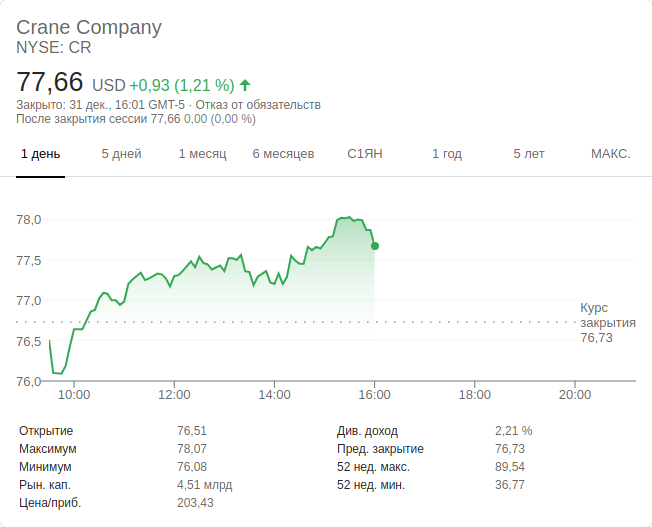 Crane Company
NYSE: CR
77,66 USD +0,93 (1,21 %)
Закрыто: 31 дек., 16:01 GMT-5 · Отказ от обязательств
После закрытия сессии 77,66 0,00 (0,00 %)
1 день 5 дней 1 месяц 6 месяцев С1ЯН 1 год 5 лет МАКС.
78,0
77,5
77,0
Курс
закрытия
76,73
76,5
76,0
10:00 12:00 14:00 16:00 18:00 20:00
Открытие 76,51 Див. доход 2,21 %
Максимум 78,07 Пред. закрытие 76,73
Минимум 76,08 52 нед. макс. 89,54
Рын. кап. 4,51 млрд 52 нед. мин. 36,77
Цена/приб. 203,43